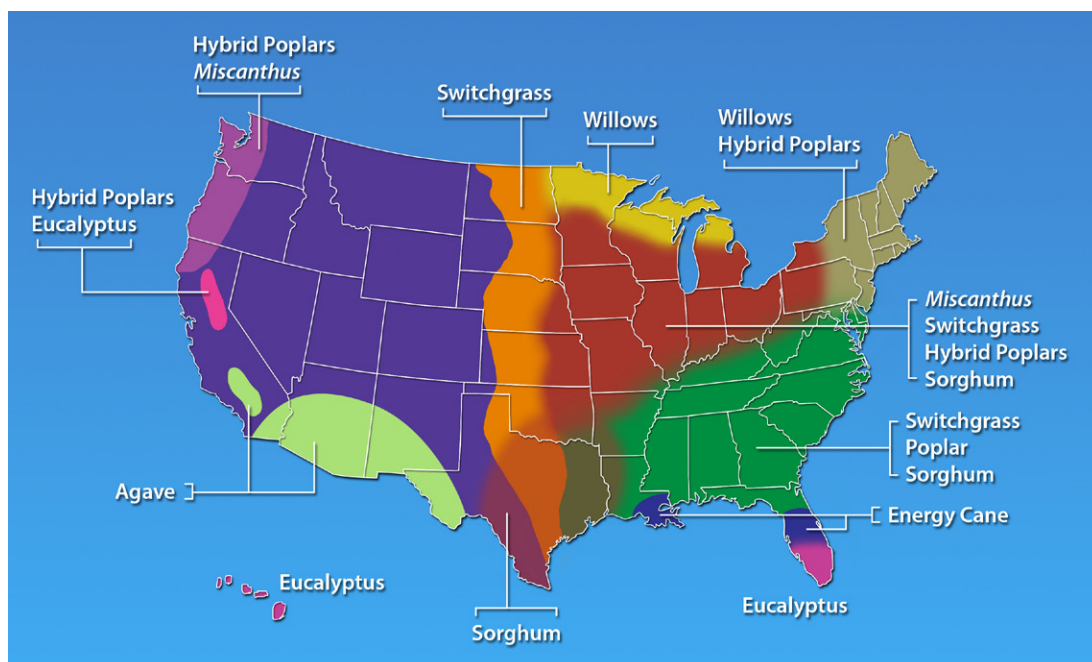 Hybrid Poplars
Miscanthus
Switchgrass
Willows
Willows
Hybrid Poplars
Hybrid Poplars
Eucalyptus
Miscanthus
Switchgrass
Hybrid Poplars
Sorghum
Switchgrass
Poplar
Sorghum
Agave
Energy Cane
Eucalyptus
Eucalyptus
Sorghum